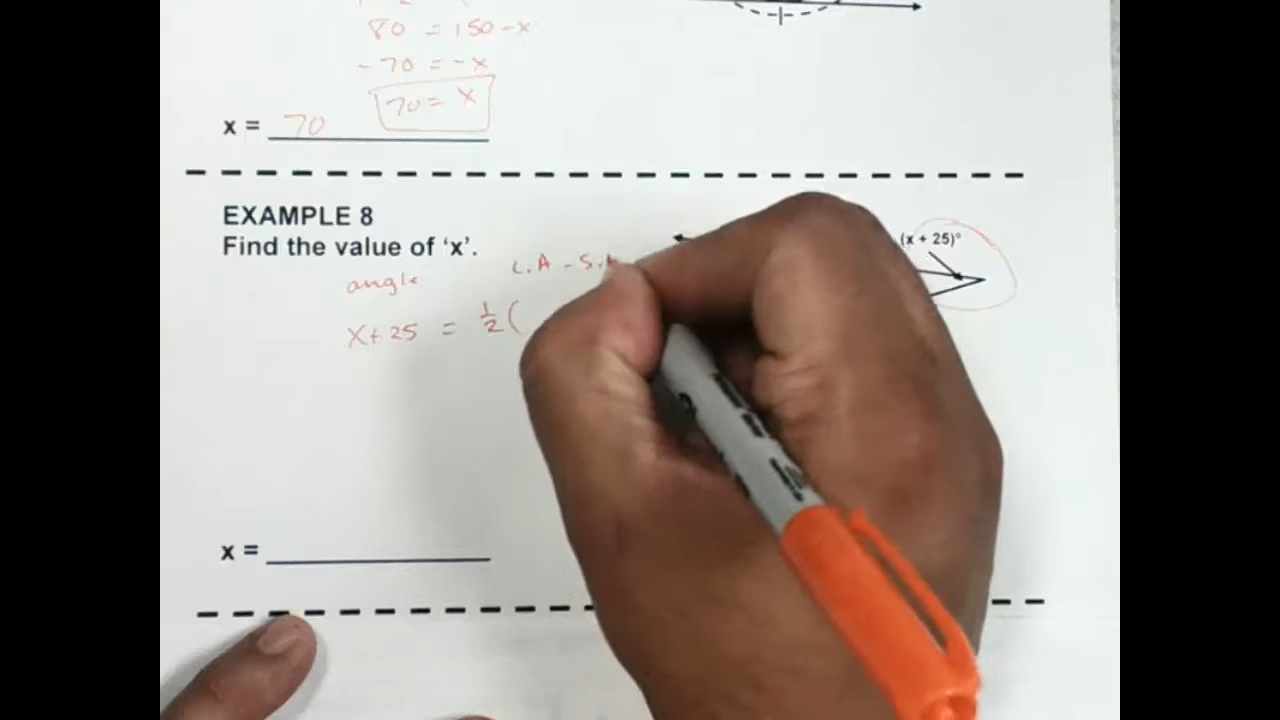 80 = 150 - x
- 70 = - x
70 = x
x = 70
EXAMPLE 8
Find the value of 'x'.
(x + 25)°
angle L.A - S.A
x + 25 = 1/2 (
x =